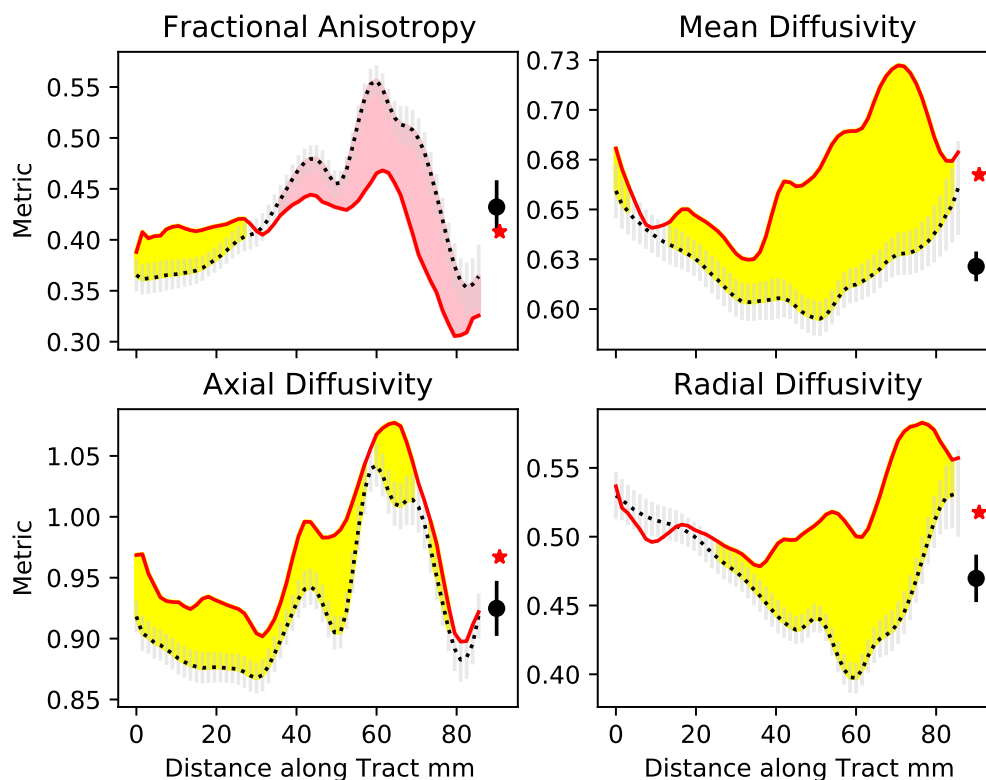 Fractional Anisotropy
Mean Diffusivity
Metric
0.55
0.50
0.45
0.40
0.35
0.30
0.73
0.70
0.68
0.65
0.63
0.60
Axial Diffusivity
Radial Diffusivity
Metric
1.05
1.00
0.95
0.90
0.85
0.55
0.50
0.45
0.40
0 20 40 60 80
0 20 40 60 80
Distance along Tract mm
Distance along Tract mm